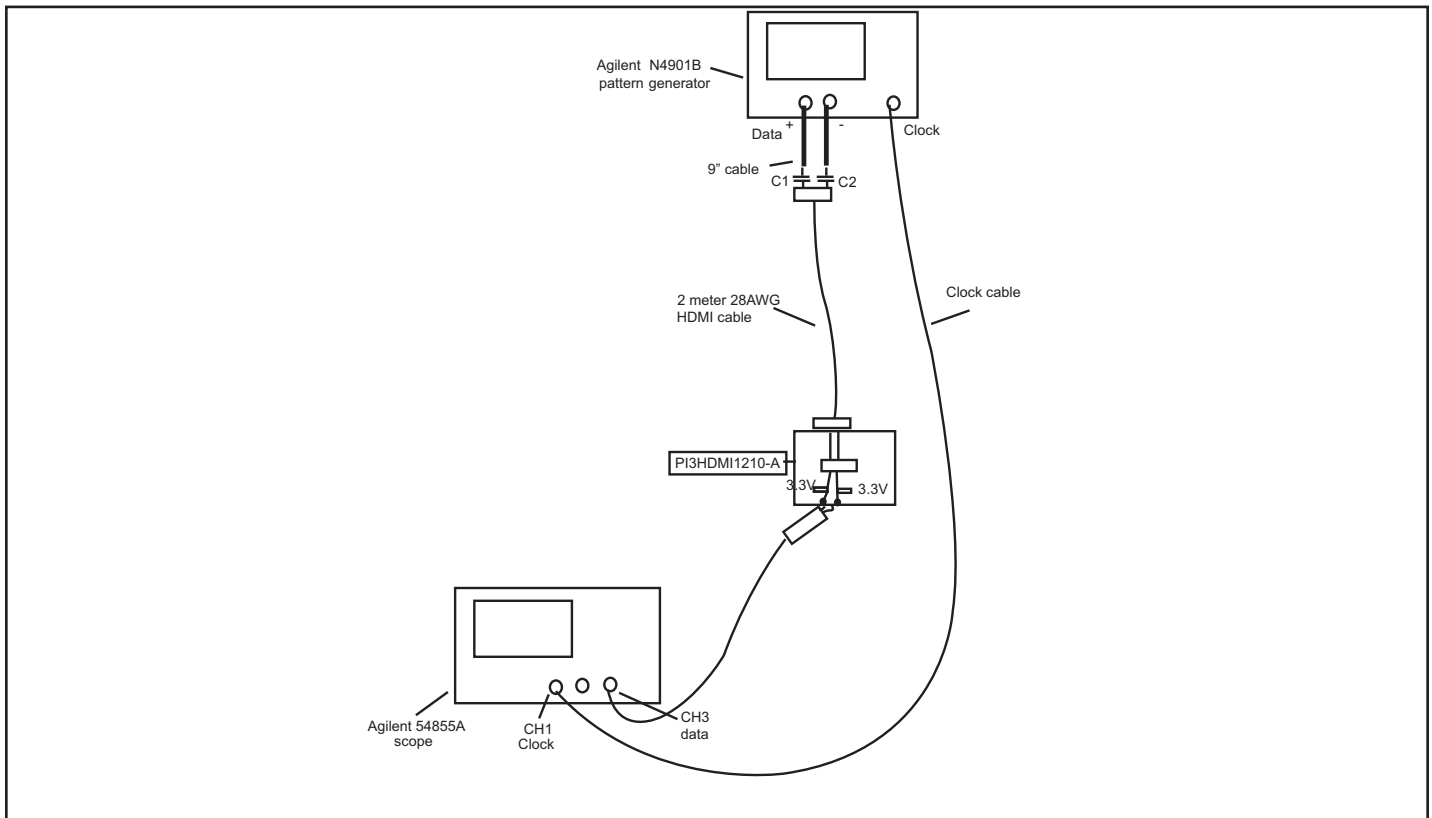 Agilent N4901B
pattern generator
Data
+
-
Clock
9” cable
C1
C2
2 meter 28AWG
HDMI cable
Clock cable
PI3HDMI1210-A
3.3V
3.3V
Agilent 54855A
scope
CH1
Clock
CH3
data